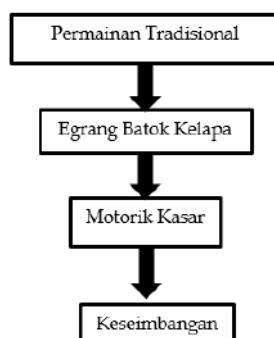 Permainan Tradisional
Egrang Batok Kelapa
Motorik Kasar
Keseimbangan